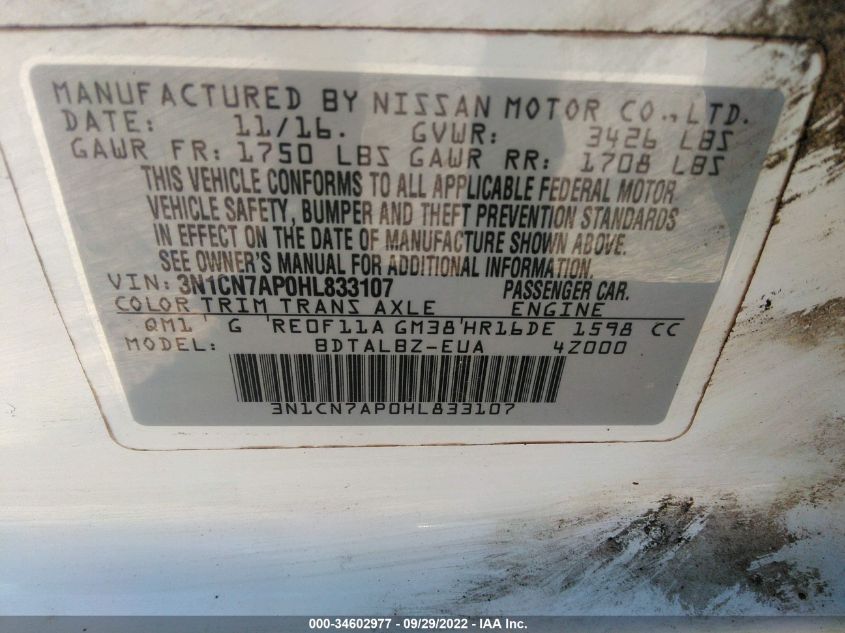 MANUFACTURED BY NISSAN MOTOR CO., LTD.
DATE: 11/16. GVWR: 3426 LBS
GAWR FR: 1750 LBS GAWR RR: 1708 LBS
THIS VEHICLE CONFORMS TO ALL APPLICABLE FEDERAL MOTOR
VEHICLE SAFETY, BUMPER AND THEFT PREVENTION STANDARDS
IN EFFECT ON THE DATE OF MANUFACTURE SHOWN ABOVE.
SEE OWNER'S MANUAL FOR ADDITIONAL INFORMATION.
VIN: 3N1CN7AP0HL833107 PASSENGER CAR.
COLOR TRIM TRANS AXLE ENGINE
QM1 ' G 'RE0F11A GM38'HR16DE 1598 CC
MODEL: BDTALBZ-EUA 4Z000
3N1CN7AP0HL833107
000-34602977 - 09/29/2022 - IAA Inc.